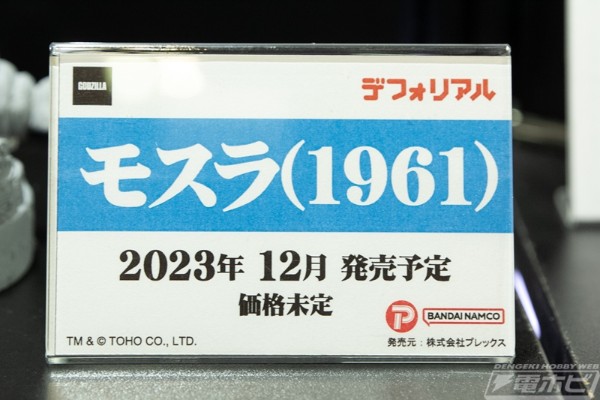 GODZILLA
デフォリアル
モスラ(1961)
2023年 12月 発売予定
価格未定
P BANDAI NAMCO
TM & © TOHO CO., LTD.
発売元：株式会社プレックス
DENGEKI HOBBY WEB
電ホビ